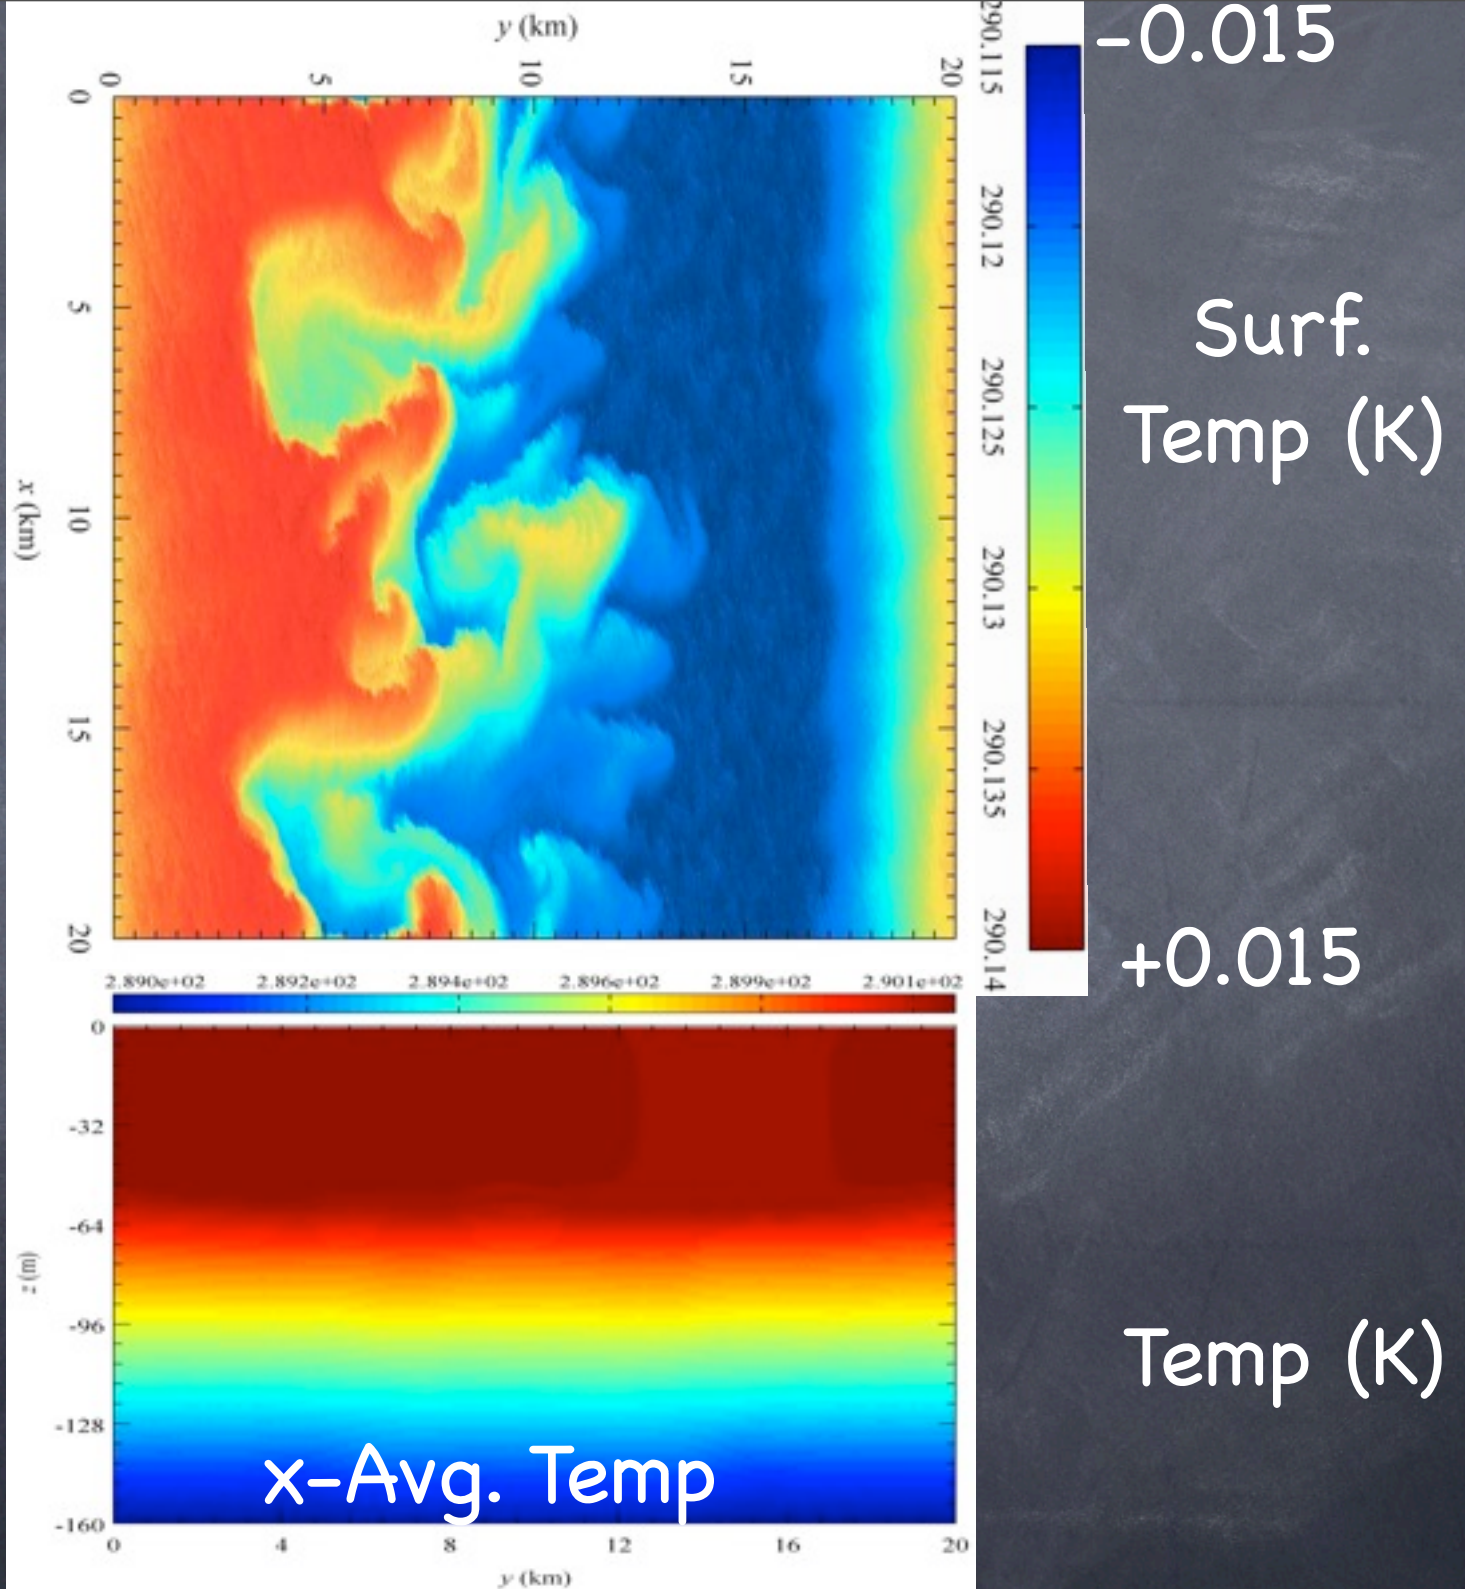 y (km)
0 5 10 15 20
0
5
10
15
20
x (km)
290.115
290.12
290.125
290.13
290.135
290.14
-0.015
Surf.
Temp (K)
+0.015
2.890e+02 2.892e+02 2.894e+02 2.896e+02 2.899e+02 2.901e+02
0
-32
-64
-96
-128
-160
z (m)
x-Avg. Temp
0 4 8 12 16 20
y (km)
Temp (K)